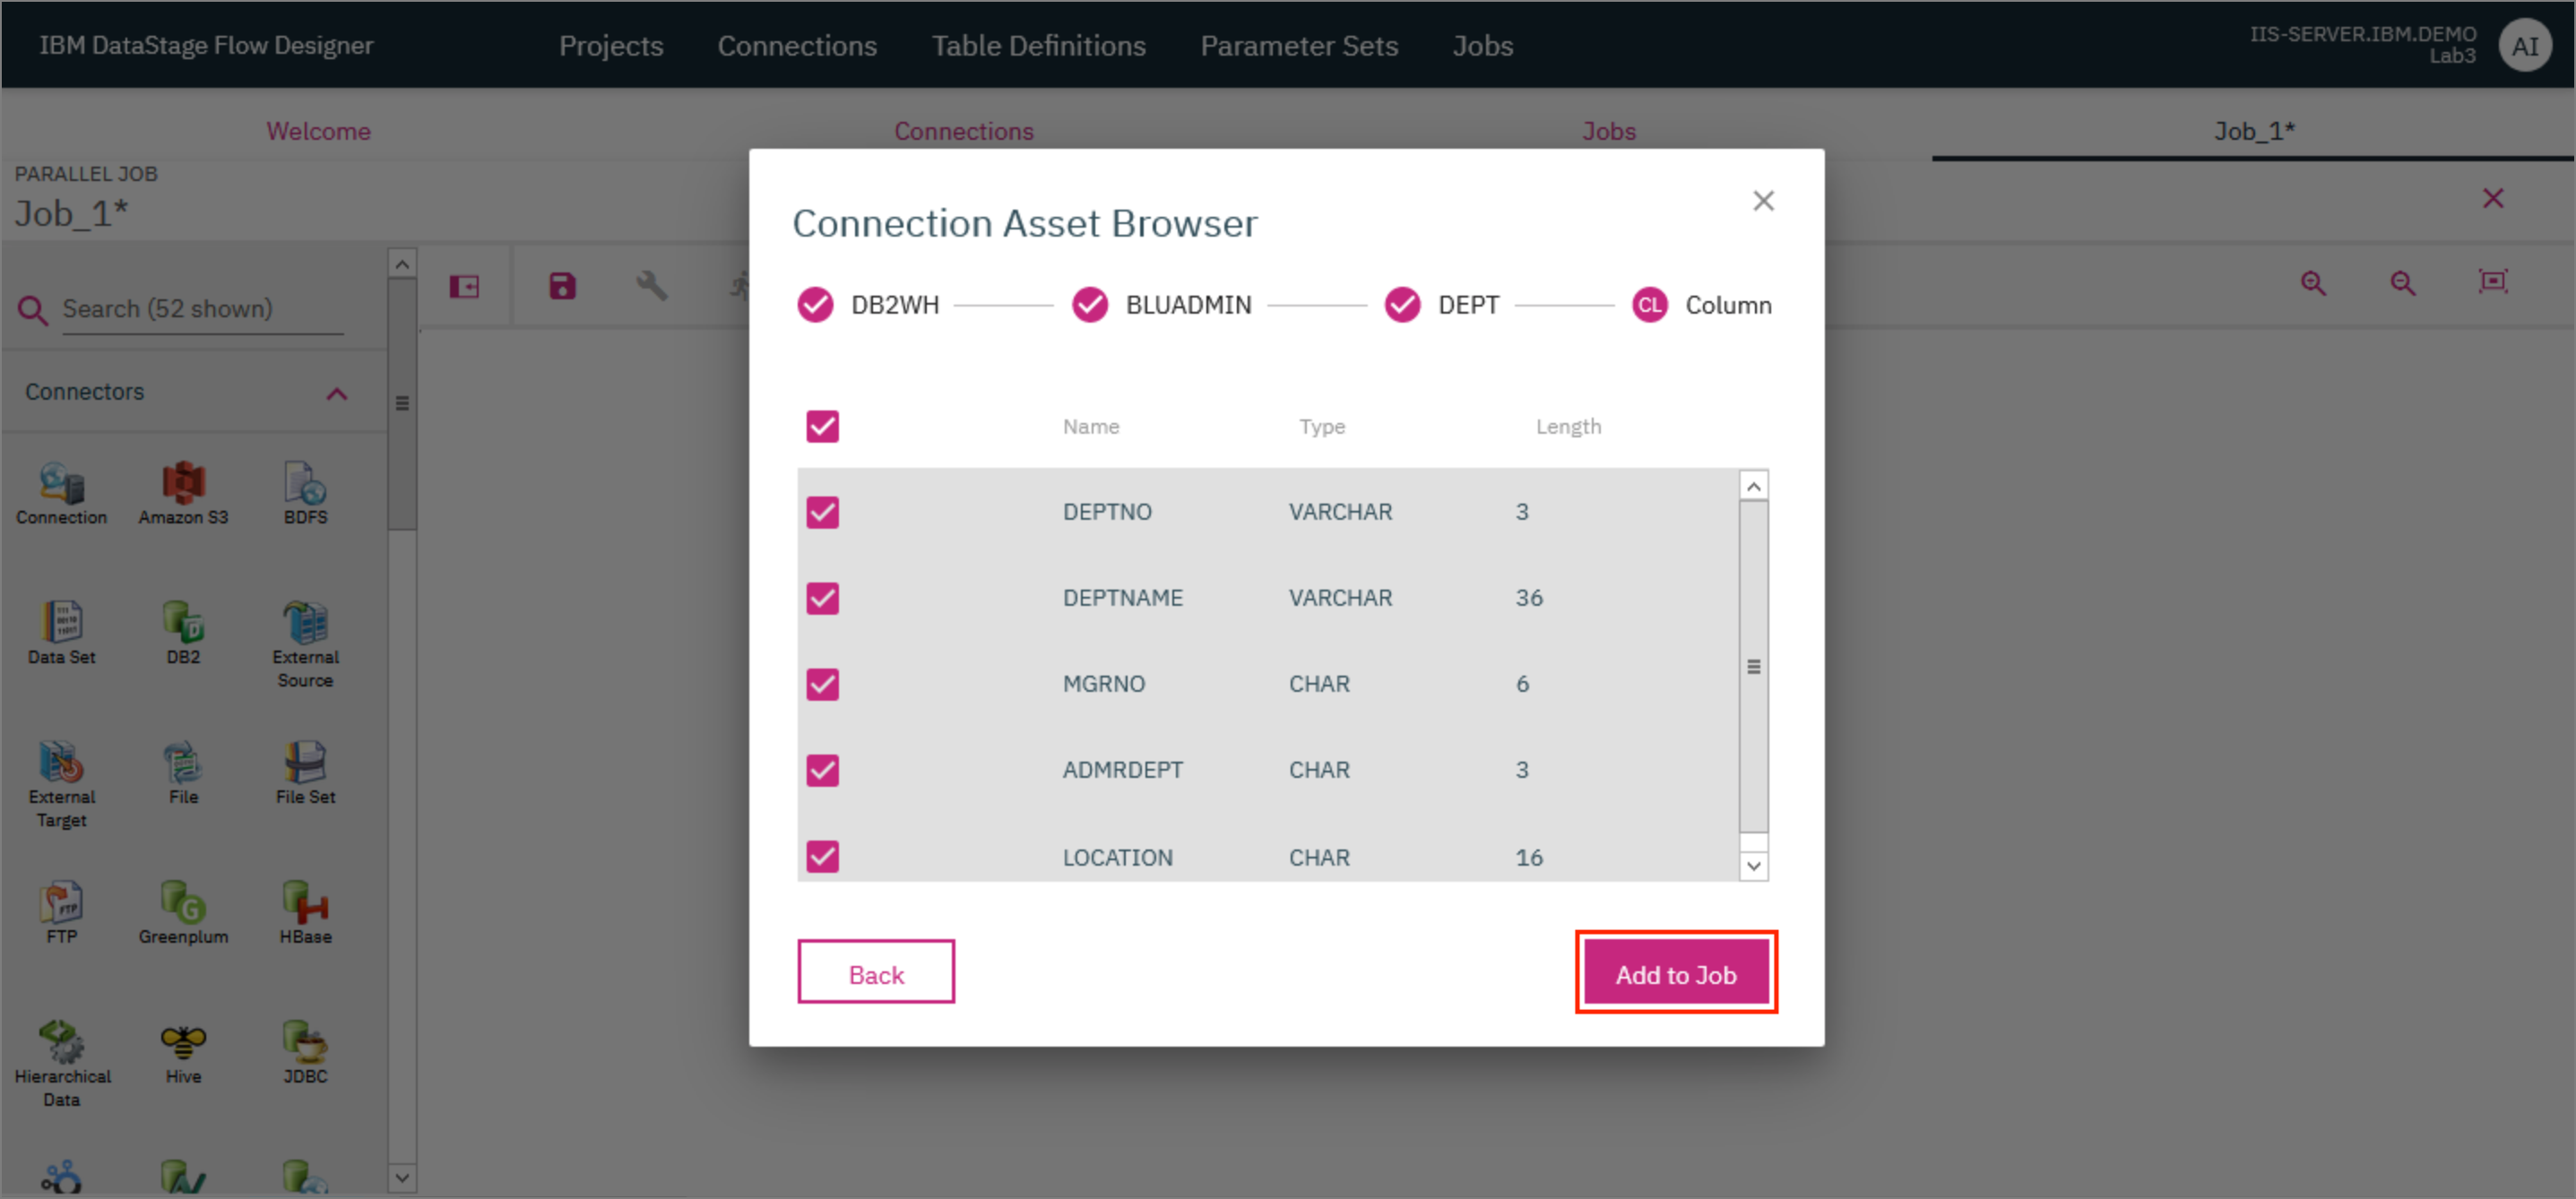 IBM DataStage Flow Designer
Projects
Connections
Table Definitions
Parameter Sets
Jobs
IIS-SERVER.IBM.DEMO
Lab3
AI
Welcome
Connections
Jobs
Job_1*
PARALLEL JOB
Job_1*
Search (52 shown)
Connectors
Connection
Amazon S3
BDFS
Data Set
DB2
External
Source
External
Target
File
File Set
FTP
Greenplum
HBase
Hierarchical
Data
Hive
JDBC
Connection Asset Browser
DB2WH
BLUADMIN
DEPT
CL
Column
Name Type Length
DEPTNO VARCHAR 3
DEPTNAME VARCHAR 36
MGRNO CHAR 6
ADMRDEPT CHAR 3
LOCATION CHAR 16
Back
Add to Job